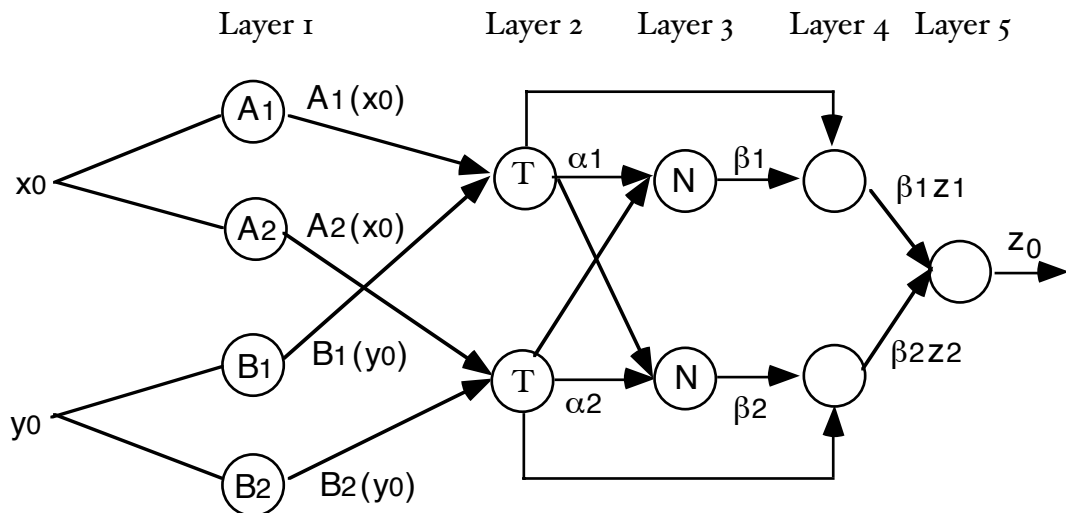 Layer 1 Layer 2 Layer 3 Layer 4 Layer 5
A1 A1(x0)
T α1 N β1
x0
β1z1
A2 A2(x0)
z0
B1 B1(y0)
β2z2
T α2 N β2
y0
B2 B2(y0)